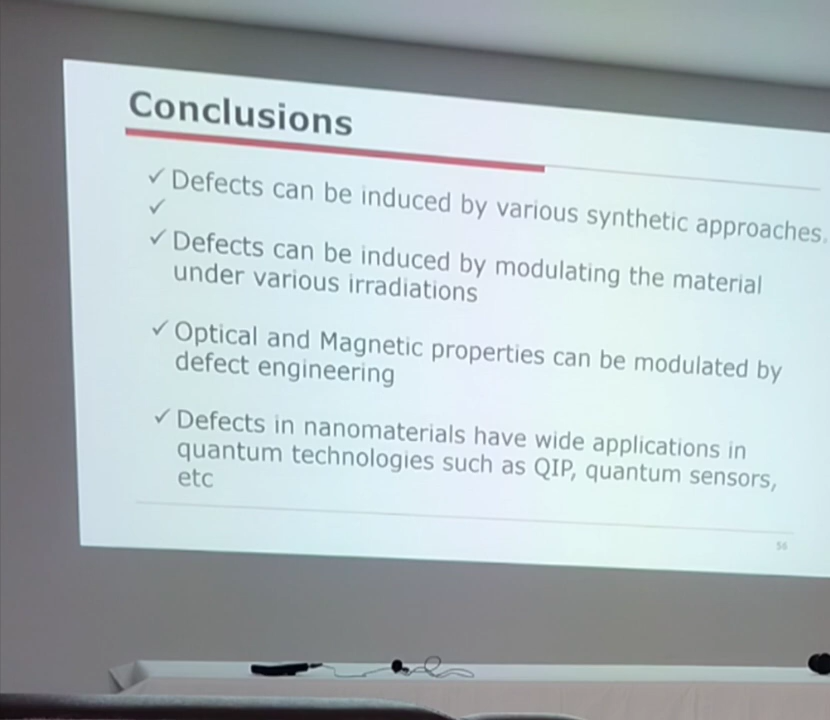 Conclusions
✓ Defects can be induced by various synthetic approaches.
✓
✓ Defects can be induced by modulating the material
under various irradiations
✓ Optical and Magnetic properties can be modulated by
defect engineering
✓ Defects in nanomaterials have wide applications in
quantum technologies such as QIP, quantum sensors,
etc
56